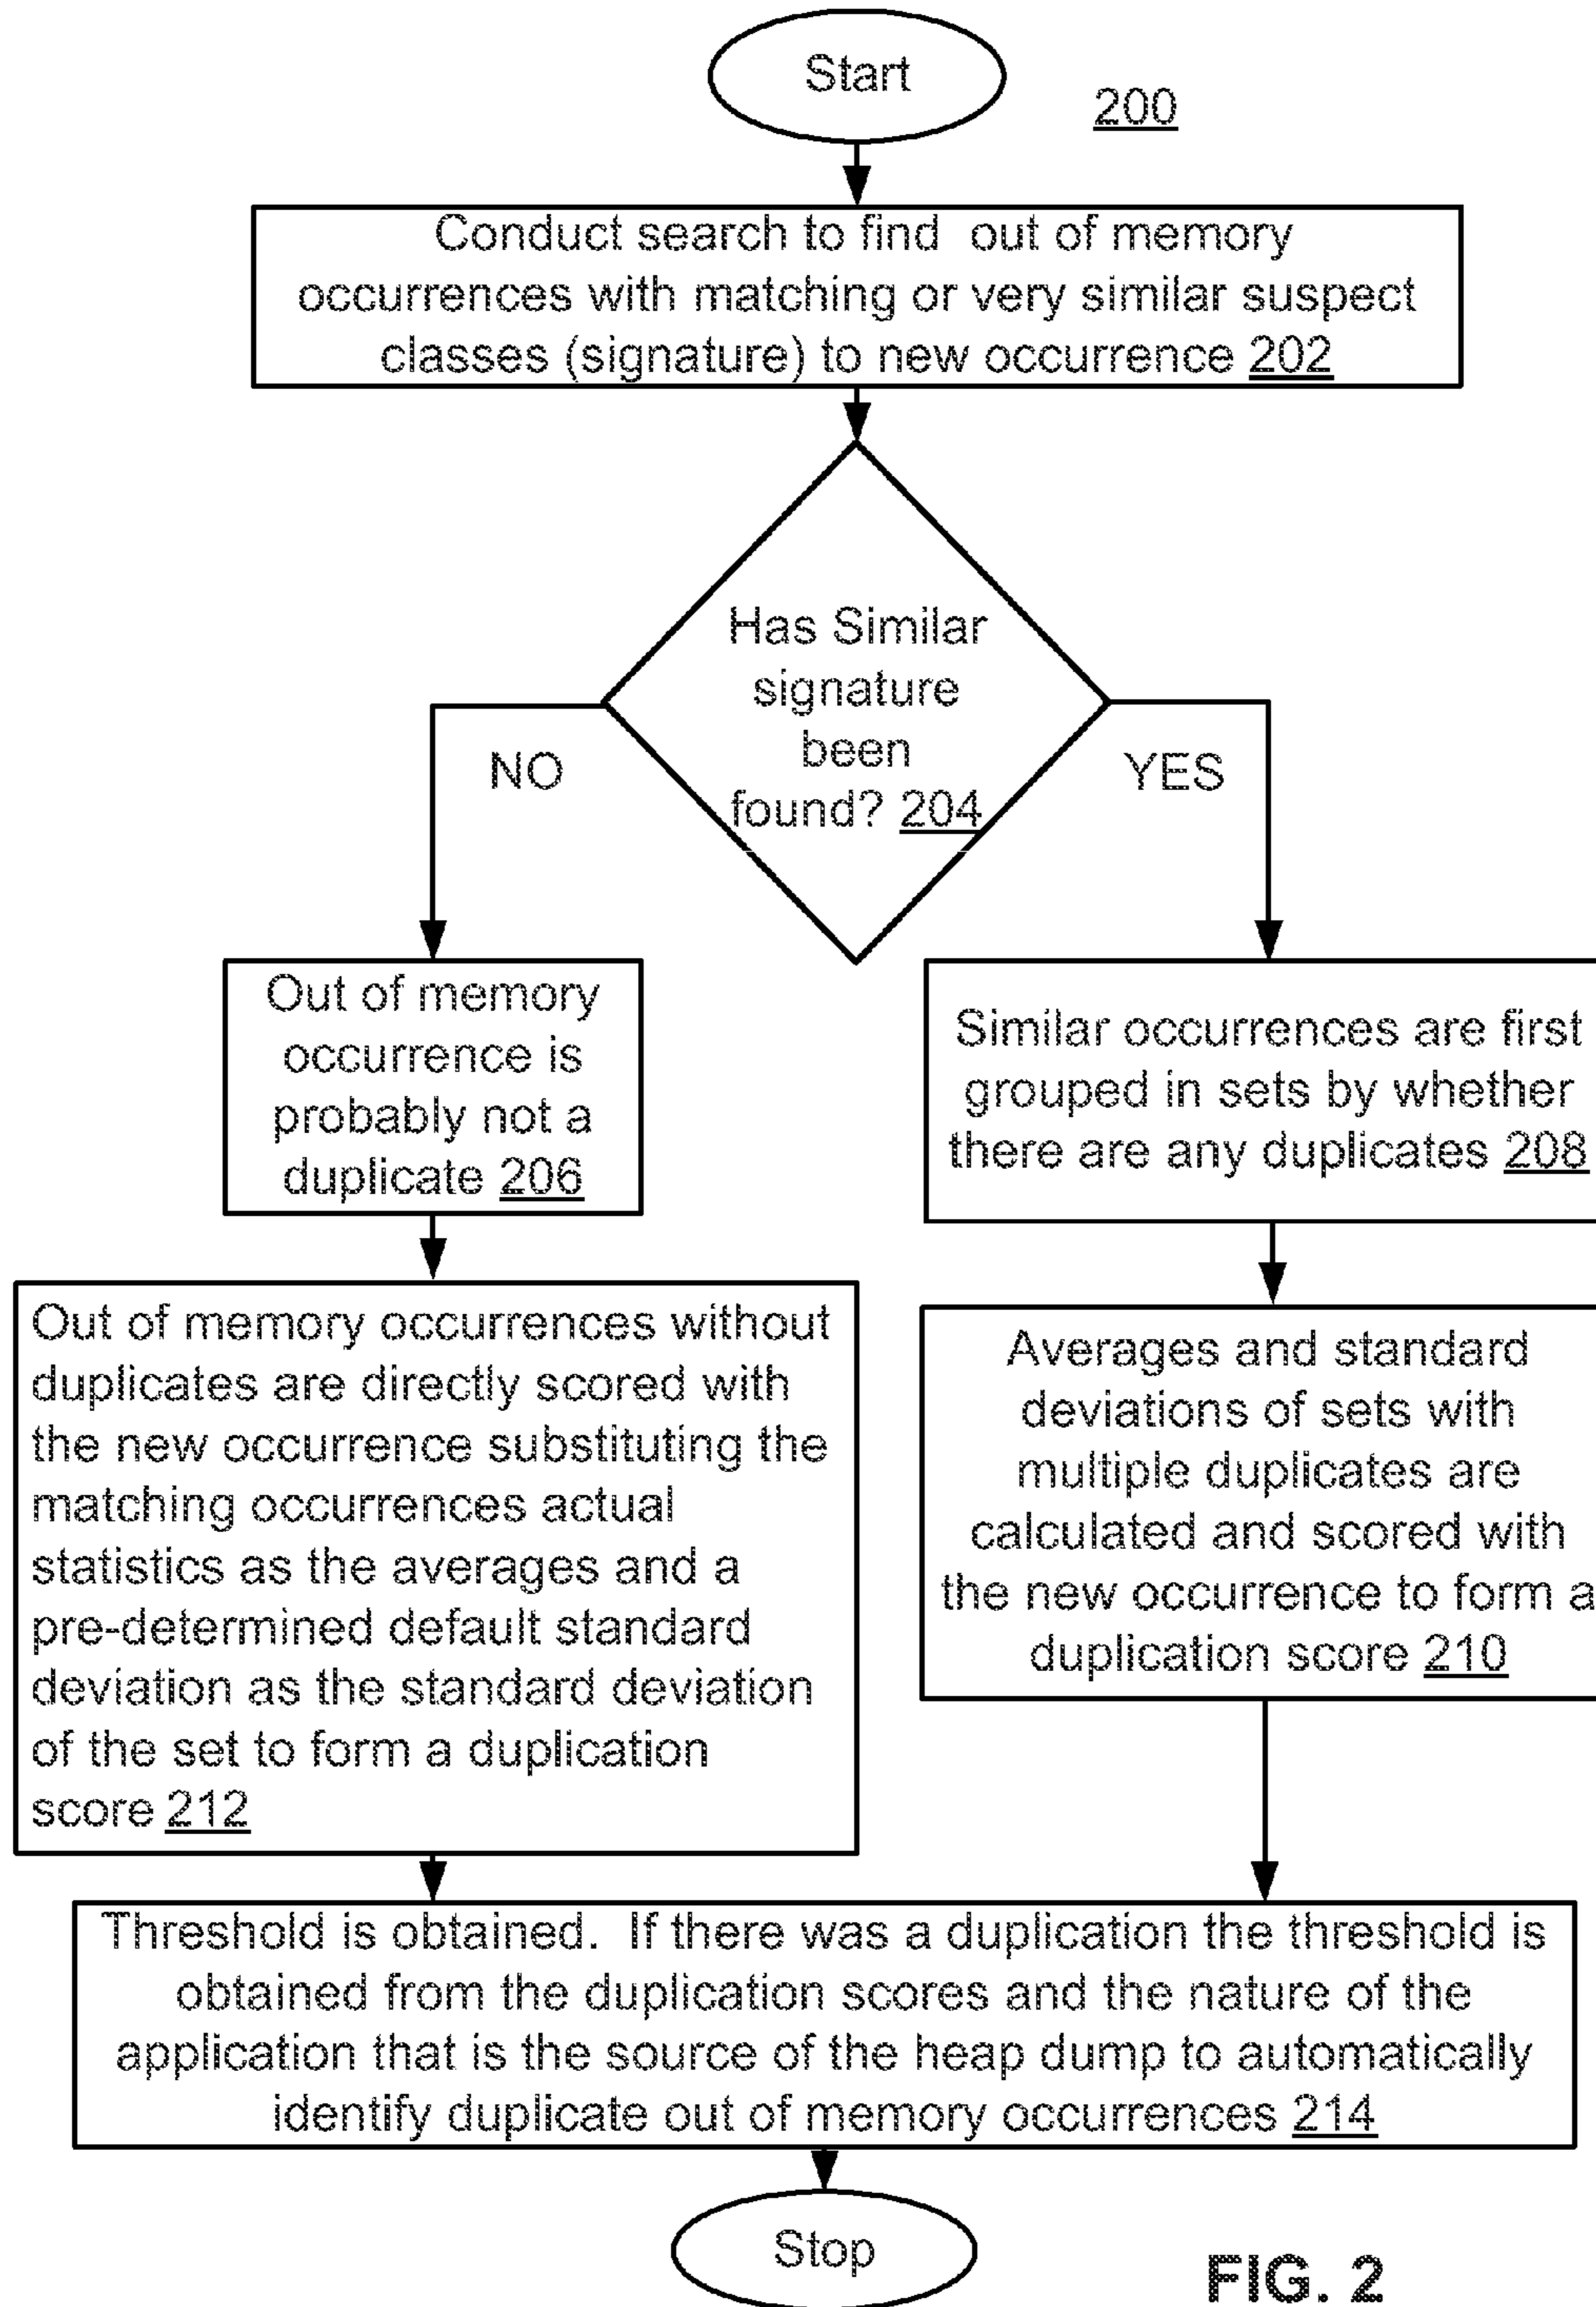 Start
200
Conduct search to find out of memory
occurrences with matching or very similar suspect
classes (signature) to new occurrence 202
Has Similar
signature
been
found? 204
NO
YES
Out of memory
occurrence is
probably not a
duplicate 206
Similar occurrences are first
grouped in sets by whether
there are any duplicates 208
Out of memory occurrences without
duplicates are directly scored with
the new occurrence substituting the
matching occurrences actual
statistics as the averages and a
pre-determined default standard
deviation as the standard deviation
of the set to form a duplication
score 212
Averages and standard
deviations of sets with
multiple duplicates are
calculated and scored with
the new occurrence to form a
duplication score 210
Threshold is obtained. If there was a duplication the threshold is
obtained from the duplication scores and the nature of the
application that is the source of the heap dump to automatically
identify duplicate out of memory occurrences 214
Stop
FIG. 2